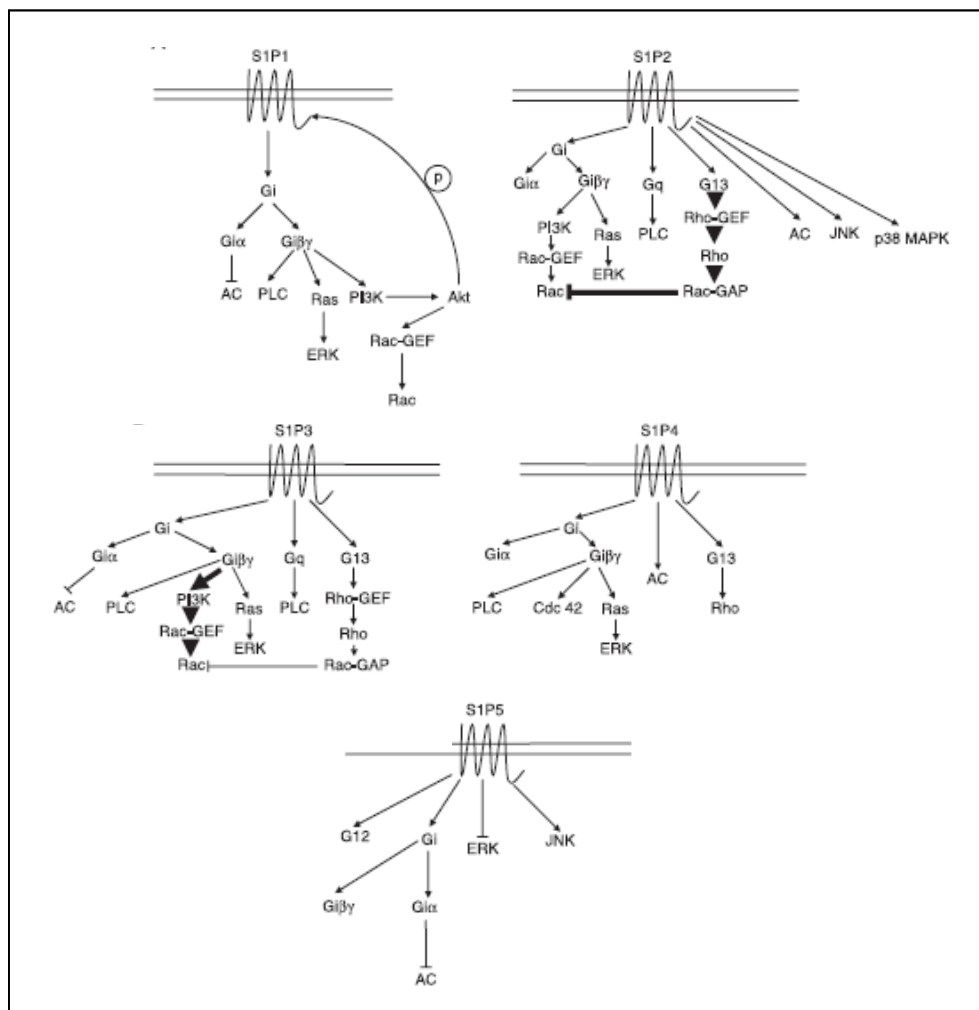 S1P1
Gi
Giα
Giβγ
AC
PLC
Ras
PI3K
Akt
P
ERK
Rac-GEF
Rac
S1P2
Gi
Giα
Giβγ
Gq
G13
PI3K
Ras
PLC
Rho-GEF
AC
JNK
p38 MAPK
Rac-GEF
ERK
Rho
Rac
Rac-GAP
S1P3
Gi
Giα
Giβγ
Gq
G13
AC
PLC
PI3K
Ras
PLC
Rho-GEF
Rac-GEF
ERK
Rho
Rac
Rac-GAP
S1P4
Gi
Giα
Giβγ
AC
G13
PLC
Cdc 42
Ras
Rho
ERK
S1P5
G12
Gi
ERK
JNK
Giβγ
Giα
AC